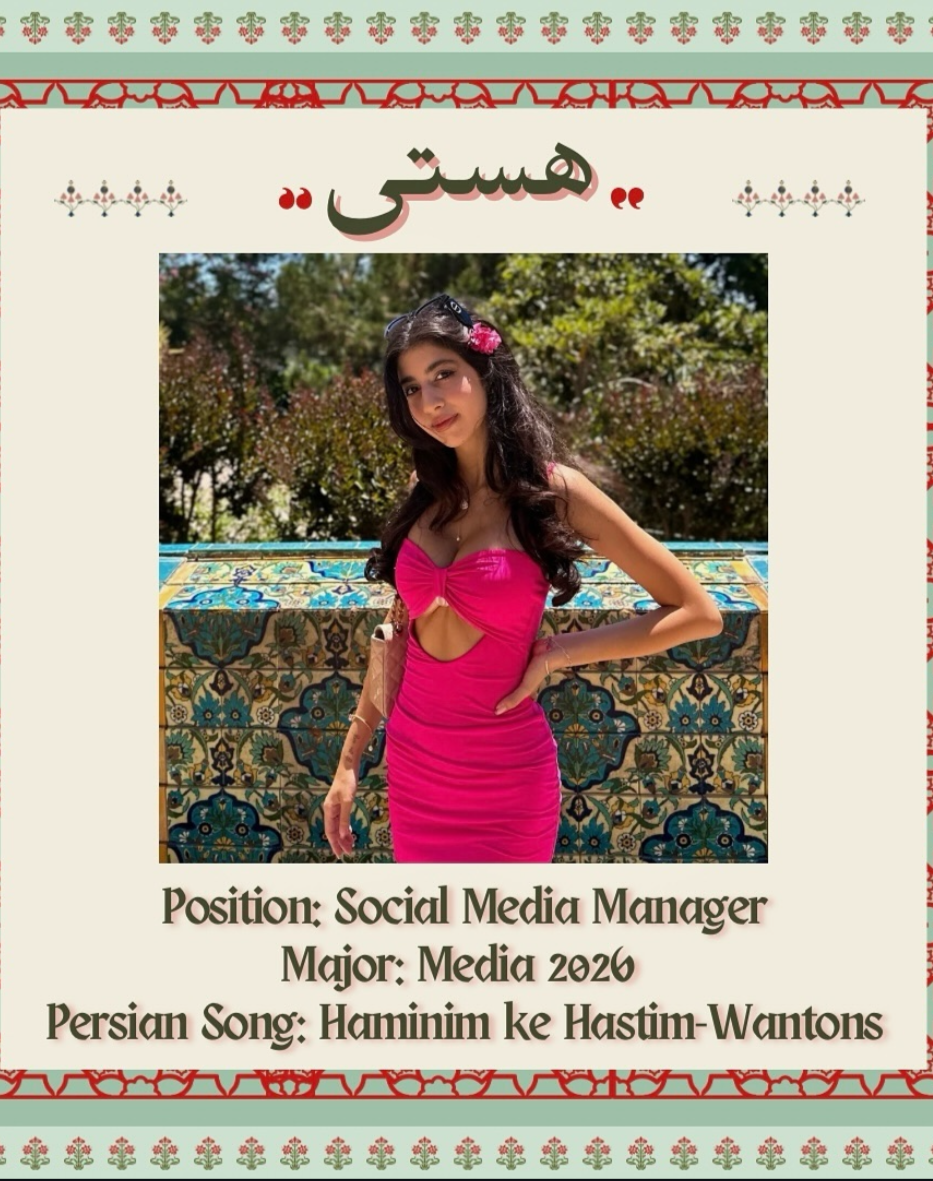 „ هستی „
Position: Social Media Manager
Major: Media 2026
Persian Song: Haminim ke Hastim-Wantons